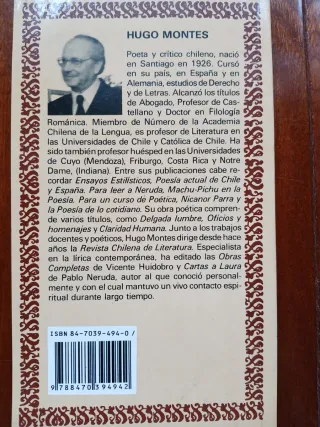 HUGO MONTES
Poeta y crítico chileno, nació
en Santiago en 1926. Cursó
en su país, en España y en
Alemania, estudios de Derecho
y de Letras. Alcanzó los títulos
de Abogado, Profesor de Cas-
tellano y Doctor en Filología
Románica. Miembro de Número de la Academia
Chilena de la Lengua, es profesor de Literatura en
las Universidades de Chile y Católica de Chile. Ha
sido también profesor huésped en las Universidades
de Cuyo (Mendoza), Friburgo, Costa Rica y Notre
Dame, (Indiana). Entre sus publicaciones cabe re-
cordar Ensayos Estilísticos, Poesía actual de Chile
y España. Para leer a Neruda, Machu-Pichu en la
Poesía. Para un curso de Poética, Nicanor Parra y
la Poesía de lo cotidiano. Su obra poética compren-
de varios títulos, como Delgada lumbre, Oficios y
homenajes y Claridad Humana. Junto a los trabajos
docentes y poéticos, Hugo Montes dirige desde hace
años la Revista Chilena de Literatura. Especialista
en la lírica contemporánea, ha editado las Obras
Completas de Vicente Huidobro y Cartas a Laura
de Pablo Neruda, autor al que conoció personal-
mente y con el cual mantuvo un vivo contacto espi-
ritual durante largo tiempo.
ISBN 84-7039-494-0 /
9 788470 394942